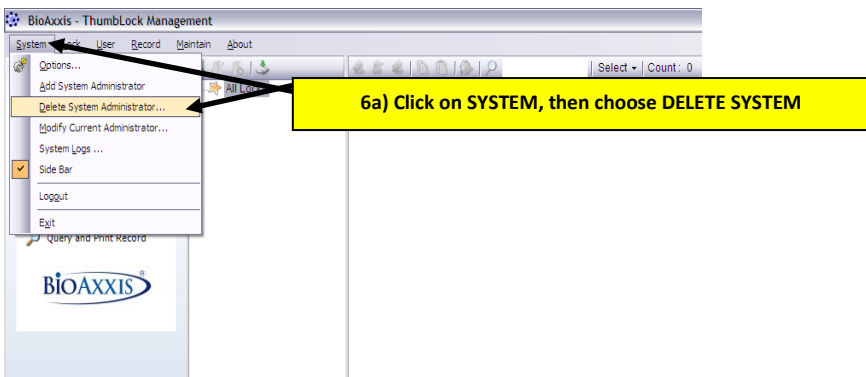 BioAxxis - ThumbLock Management
System Lock User Record Maintain About
Options...
All
Select
Count: 0
Add System Administrator
Delete System Administrator...
6a) Click on SYSTEM, then choose DELETE SYSTEM
Modify Current Administrator...
System Logs ...
Side Bar
Logout
Exit
Query and Print Record
BIOAXXIS®